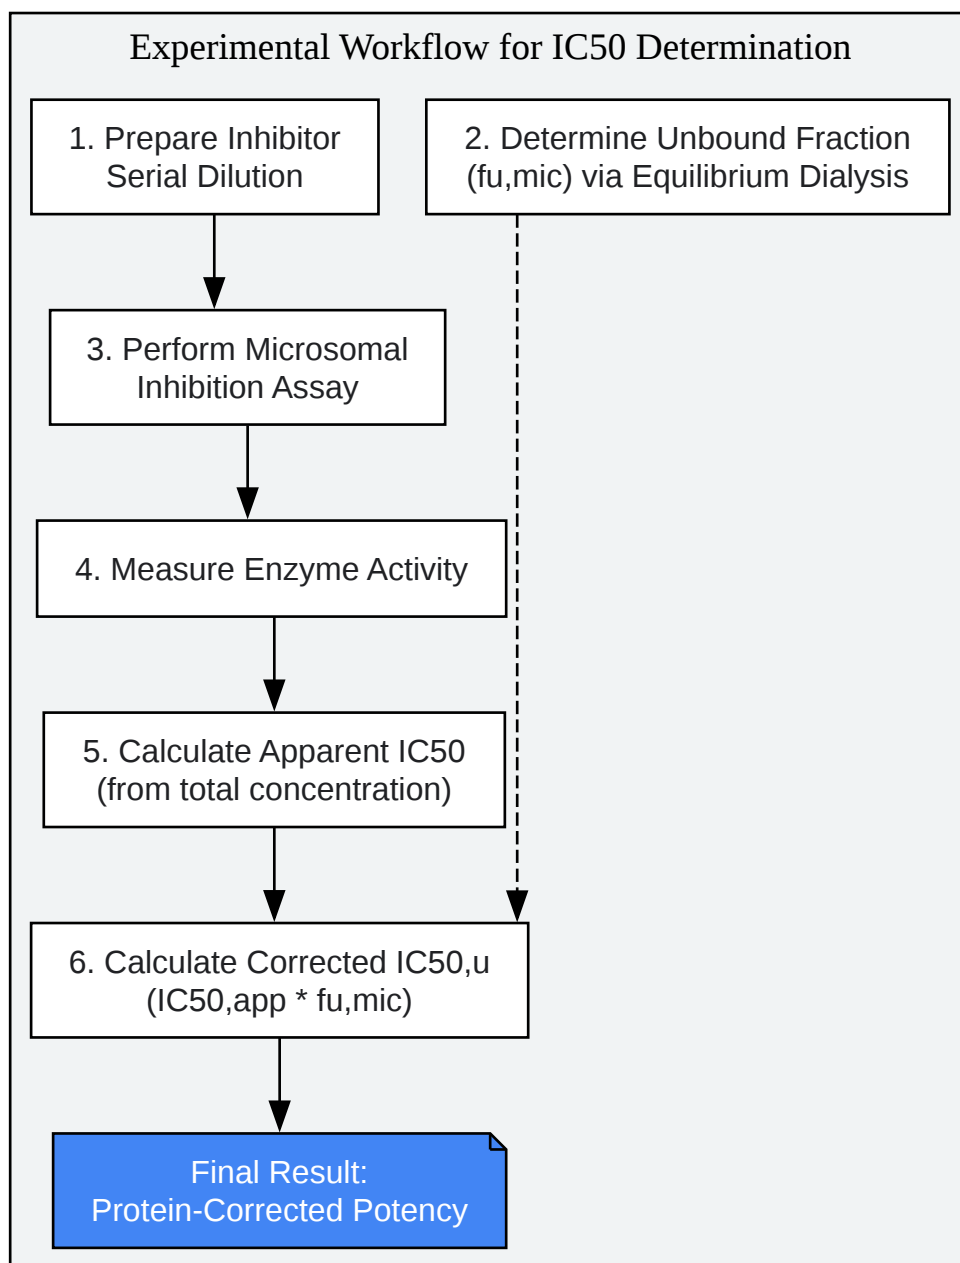 Experimental Workflow for IC50 Determination
1. Prepare Inhibitor
Serial Dilution
2. Determine Unbound Fraction
(fu,mic) via Equilibrium Dialysis
3. Perform Microsomal
Inhibition Assay
4. Measure Enzyme Activity
5. Calculate Apparent IC50
(from total concentration)
6. Calculate Corrected IC50,u
(IC50,app * fu,mic)
Final Result:
Protein-Corrected Potency